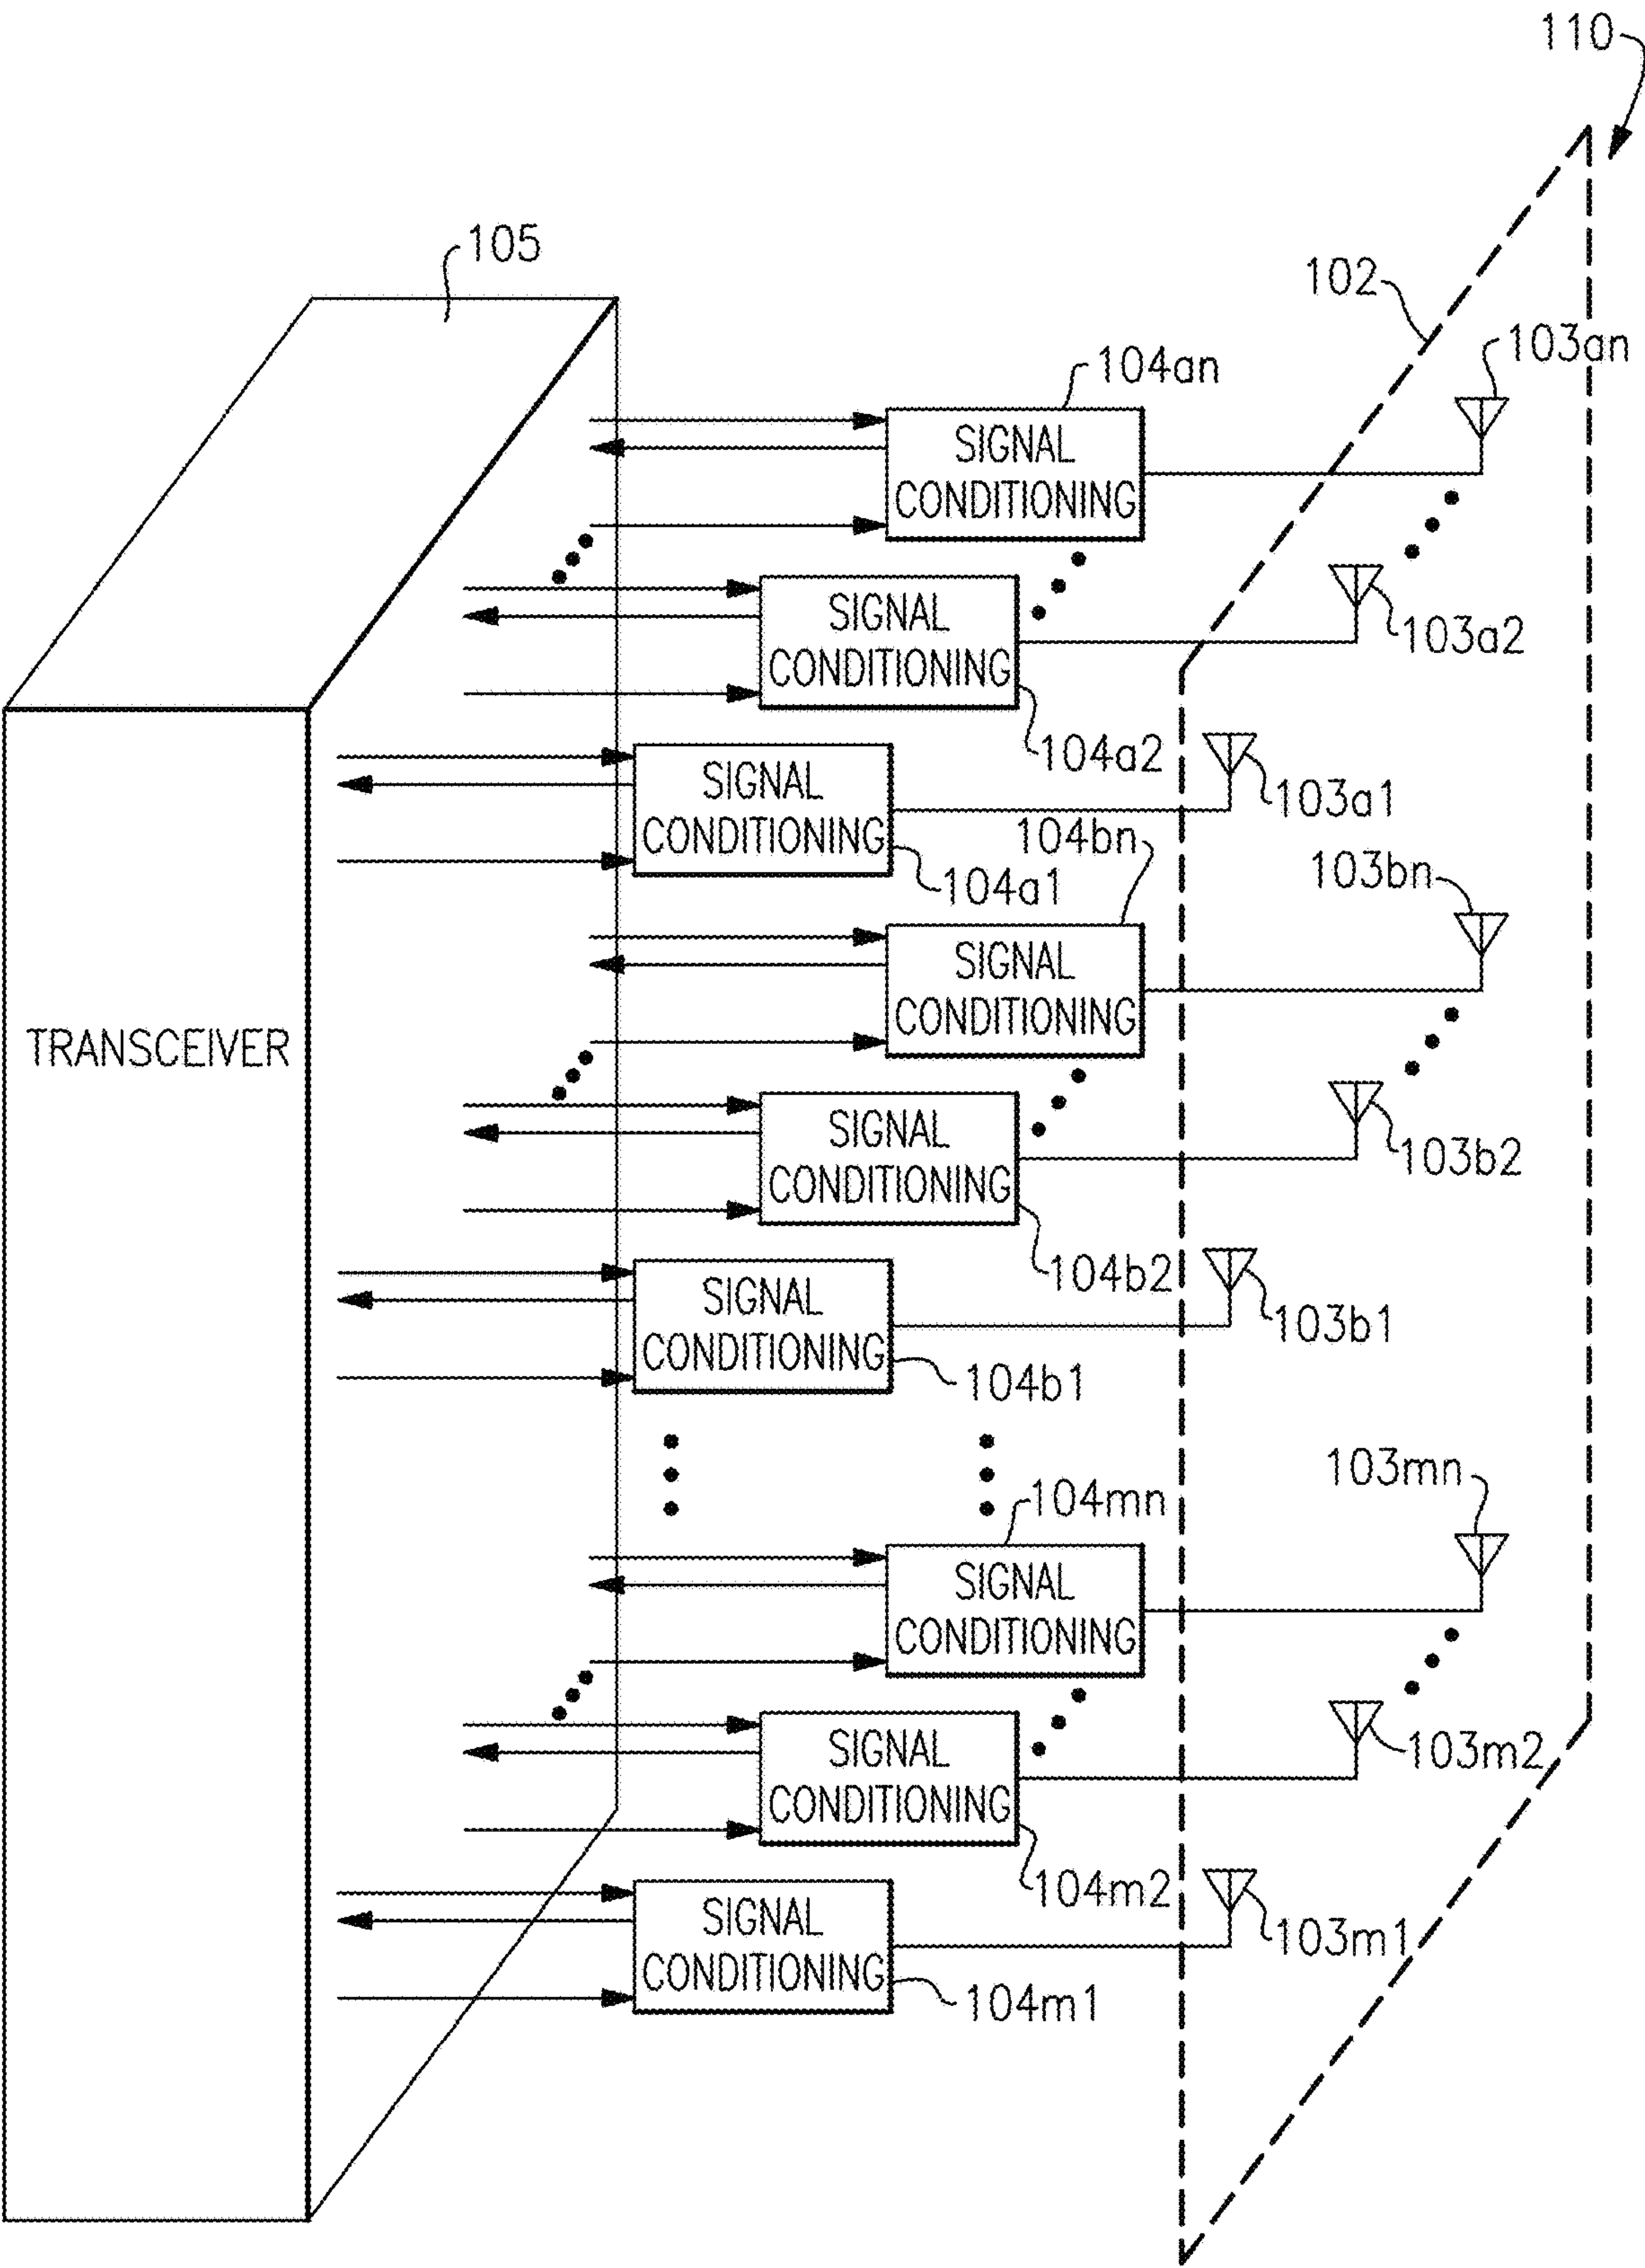 110
105
102
103an
104an
SIGNAL
CONDITIONING
SIGNAL
CONDITIONING
103a2
104a2
SIGNAL
CONDITIONING
103a1
104bn
104a1
103bn
SIGNAL
CONDITIONING
TRANSCEIVER
SIGNAL
CONDITIONING
103b2
104b2
SIGNAL
CONDITIONING
103b1
104b1
103mn
104mn
SIGNAL
CONDITIONING
SIGNAL
CONDITIONING
103m2
104m2
SIGNAL
CONDITIONING
103m1
104m1